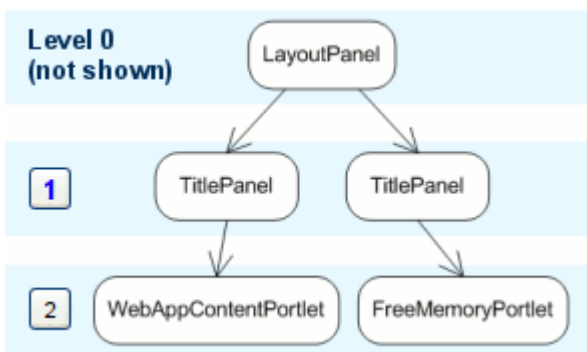 Level 0
(not shown)
LayoutPanel
1
TitlePanel
TitlePanel
2
WebAppContentPortlet
FreeMemoryPortlet